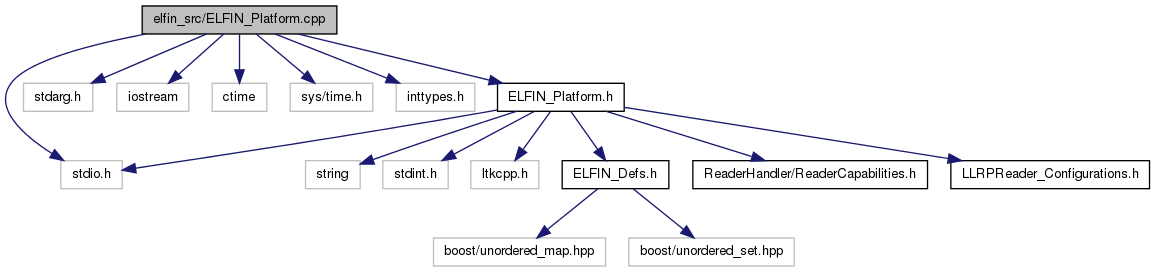 elfin_src/ELFIN_Platform.cpp
stdarg.h
iostream
ctime
sys/time.h
inttypes.h
ELFIN_Platform.h
stdio.h
string
stdint.h
ltkcpp.h
ELFIN_Defs.h
ReaderHandler/ReaderCapabilities.h
LLRPReader_Configurations.h
boost/unordered_map.hpp
boost/unordered_set.hpp